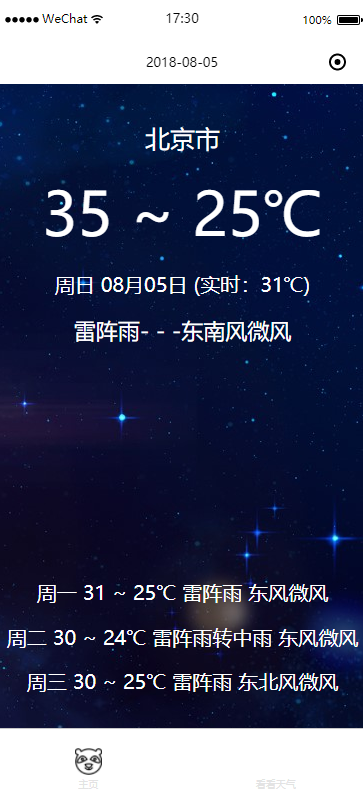 ●●●●● WeChat 17:30 100%
2018-08-05
北京市
35 ~ 25℃
周日 08月05日 (实时：31℃)
雷阵雨- - -东南风微风
周一 31 ~ 25℃ 雷阵雨 东风微风
周二 30 ~ 24℃ 雷阵雨转中雨 东风微风
周三 30 ~ 25℃ 雷阵雨 东北风微风
主页 看看天气